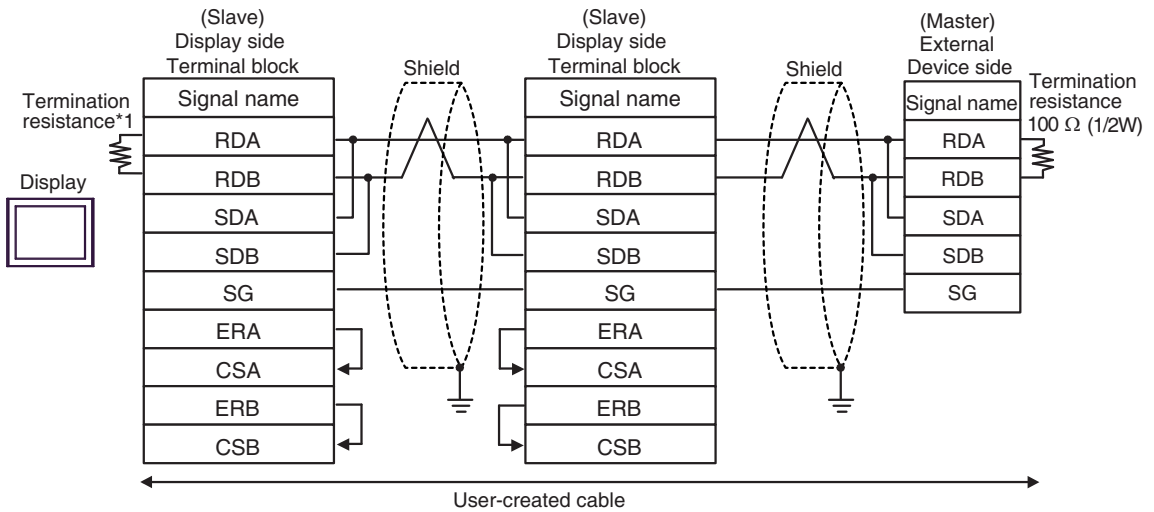 (Slave)
Display side
Terminal block
(Slave)
Display side
Terminal block
(Master)
External
Device side
Shield
Shield
Termination
resistance*1
Termination
resistance
100 Ω (1/2W)
Display
Signal name
RDA
RDB
SDA
SDB
SG
ERA
CSA
ERB
CSB
Signal name
RDA
RDB
SDA
SDB
SG
ERA
CSA
ERB
CSB
Signal name
RDA
RDB
SDA
SDB
SG
User-created cable